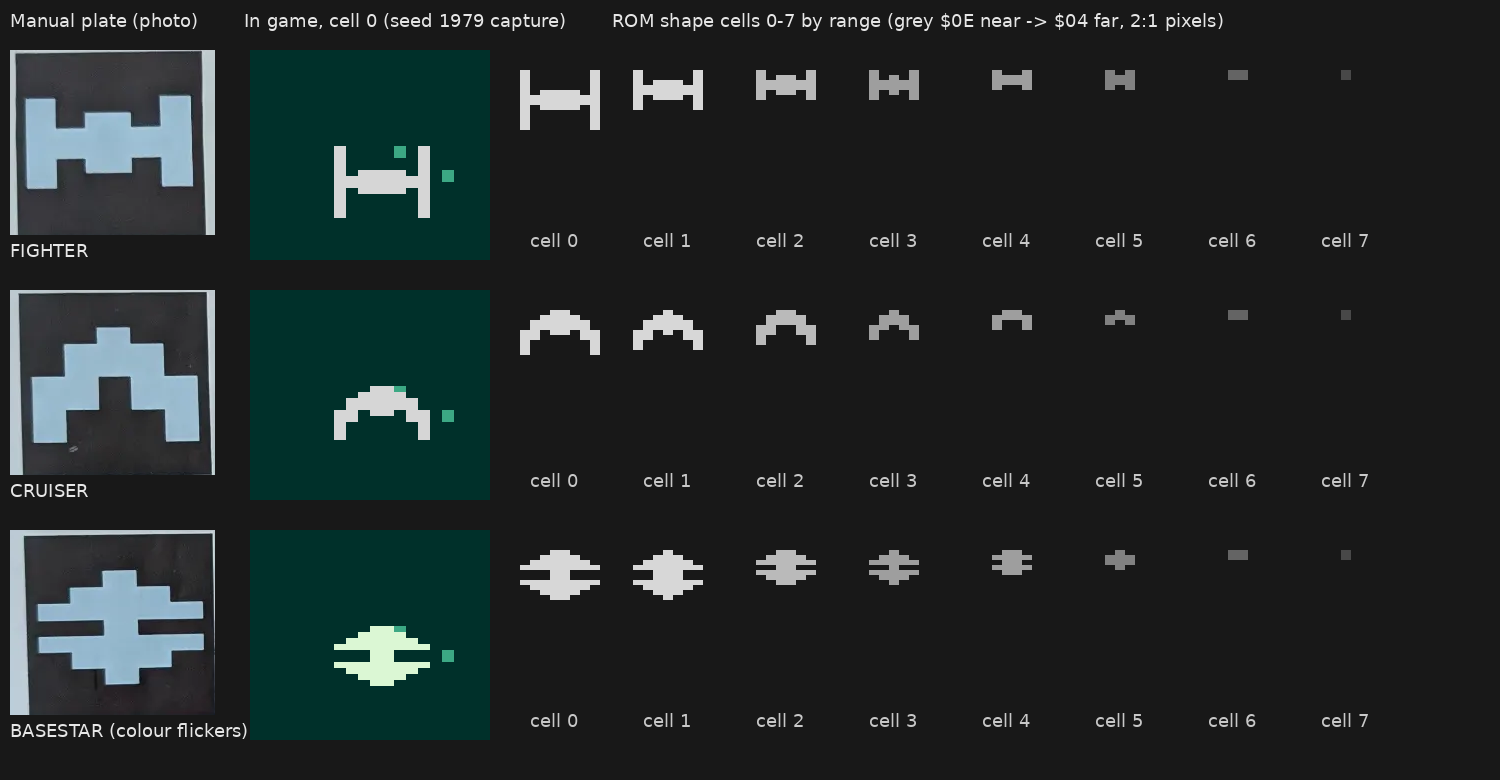 Manual plate (photo)
In game, cell 0 (seed 1979 capture)
ROM shape cells 0-7 by range (grey $0E near -> $04 far, 2:1 pixels)
FIGHTER
cell 0
cell 1
cell 2
cell 3
cell 4
cell 5
cell 6
cell 7
CRUISER
cell 0
cell 1
cell 2
cell 3
cell 4
cell 5
cell 6
cell 7
BASESTAR (colour flickers)
cell 0
cell 1
cell 2
cell 3
cell 4
cell 5
cell 6
cell 7